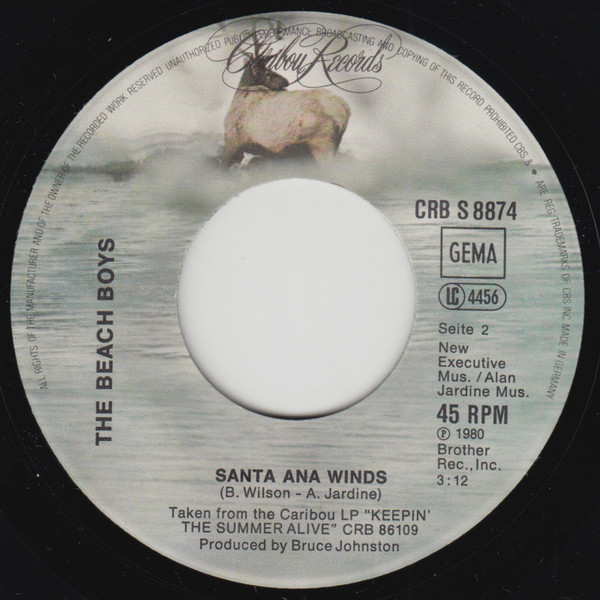 ALL RIGHTS OF THE MANUFACTURER AND OF THE OWNER OF THE RECORDED WORK RESERVED UNAUTHORIZED PUBLIC PERFORMANCE BROADCASTING AND COPYING OF THIS RECORD PROHIBITED CBS & ARE REG. TRADEMARKS OF CBS INC. MADE IN GERMANY
Caribou Records
CRB S 8874
GEMA
LC 4456
THE BEACH BOYS
Seite 2
New
Executive
Mus. / Alan
Jardine Mus.
45 RPM
Ⓟ 1980
Brother
Rec., Inc.
3:12
SANTA ANA WINDS
(B. Wilson - A. Jardine)
Taken from the Caribou LP "KEEPIN'
THE SUMMER ALIVE" CRB 86109
Produced by Bruce Johnston